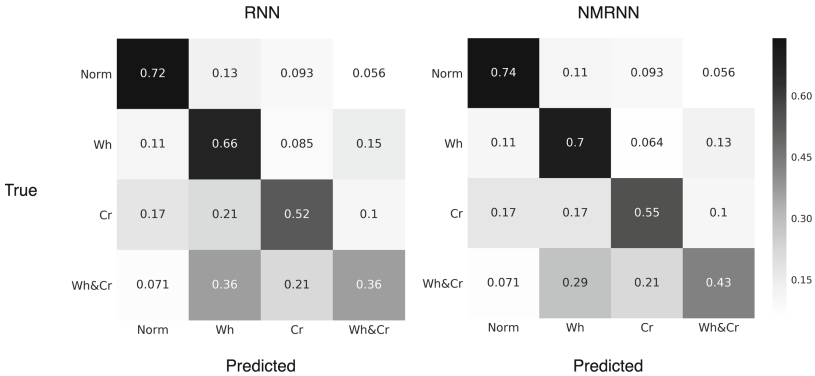 RNN NMRNN
Norm 0.72 0.13 0.093 0.056 Norm 0.74 0.11 0.093 0.056
0.60
Wh 0.11 0.66 0.085 0.15 Wh 0.11 0.7 0.064 0.13
0.45
True
Cr 0.17 0.21 0.52 0.1 Cr 0.17 0.17 0.55 0.1
0.30
Wh&Cr 0.071 0.36 0.21 0.36 Wh&Cr 0.071 0.29 0.21 0.43
0.15
Norm Wh Cr Wh&Cr Norm Wh Cr Wh&Cr
Predicted Predicted